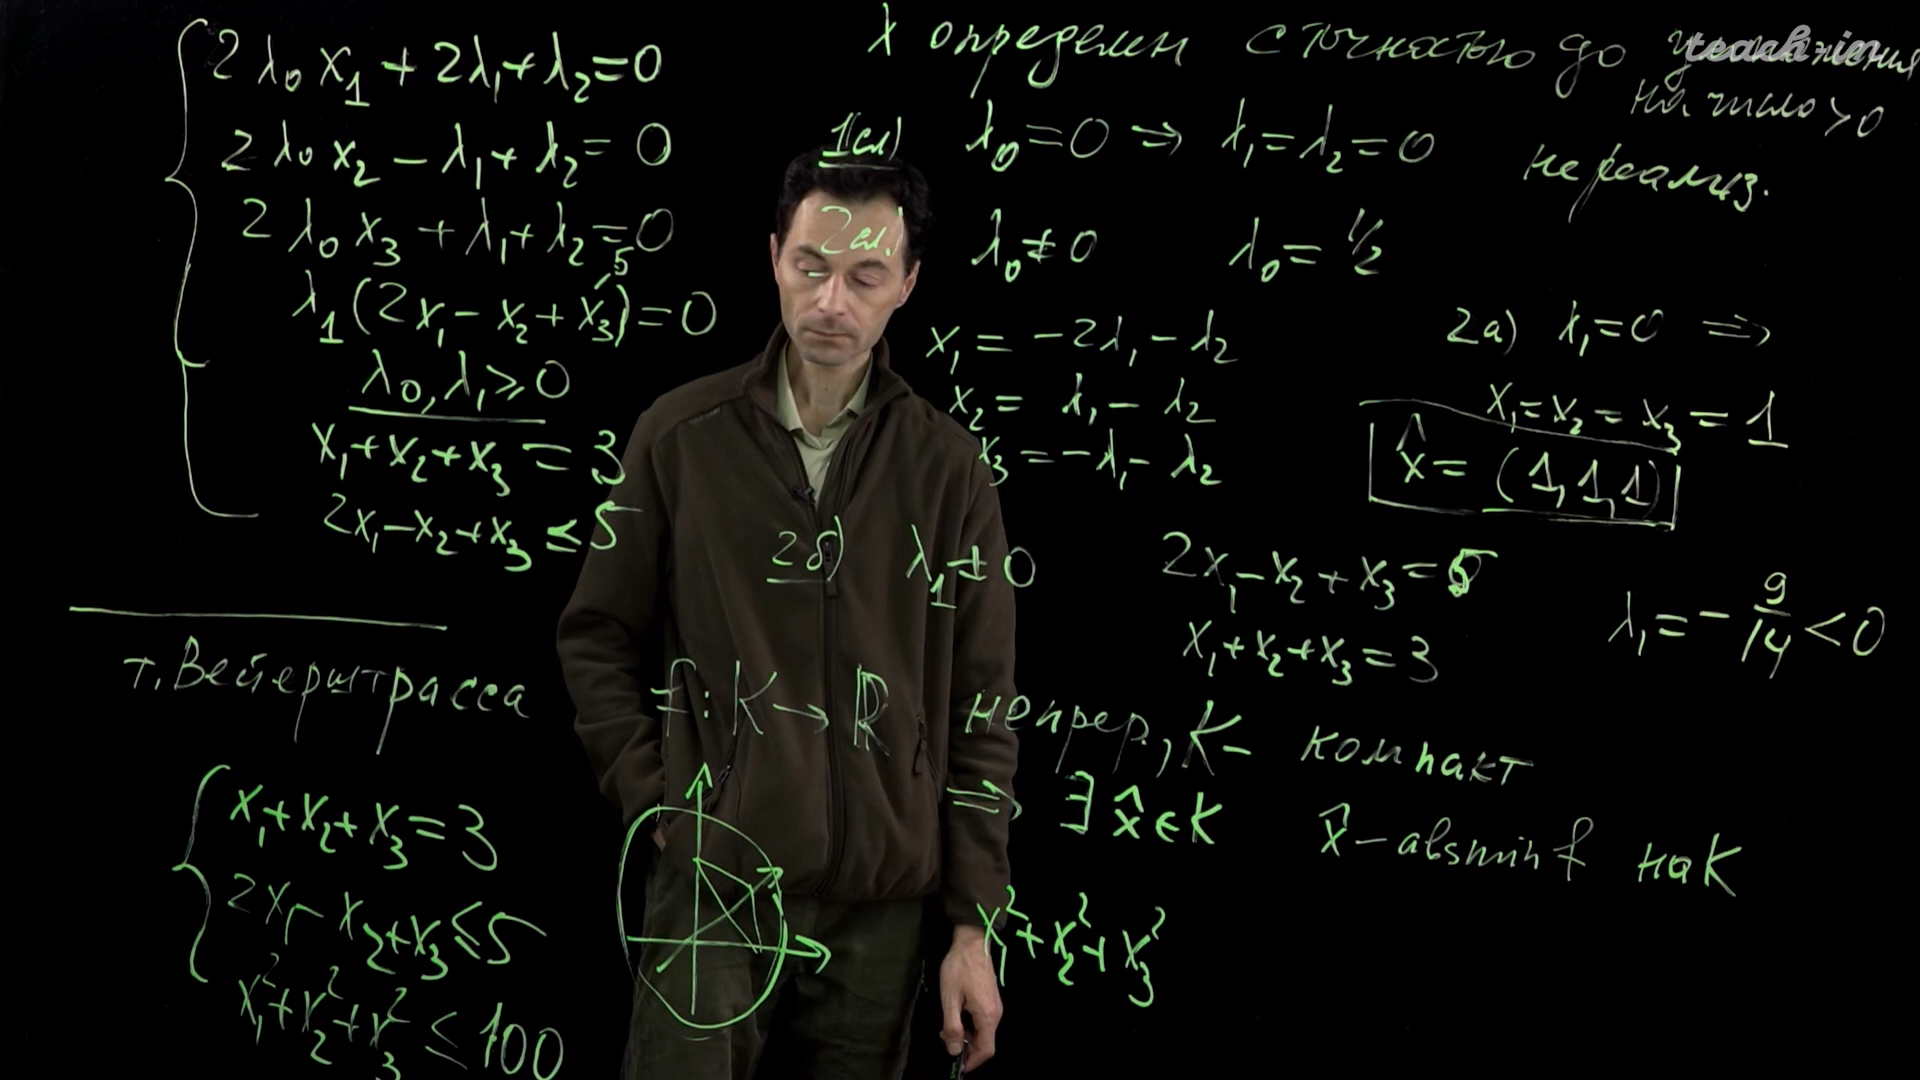 2λ₀x₁ + 2λ₁ + λ₂ = 0
2λ₀x₂ - λ₁ + λ₂ = 0
2λ₀x₃ + λ₁ + λ₂ = 0
λ₁(2x₁ - x₂ + x₃ - 5) = 0
λ₀, λ₁ ⩾ 0
x₁ + x₂ + x₃ = 3
2x₁ - x₂ + x₃ ≤ 5
т. Вейерштрасса
x₁ + x₂ + x₃ = 3
2x₁ - x₂ + x₃ ≤ 5
x₁² + x₂² + x₃² ≤ 100
λ определен с точностью до
на число > 0
teach-in
1сл) λ₀ = 0 ⇒ λ₁ = λ₂ = 0 не реализ.
2сл.) λ₀ ≠ 0 λ₀ = 1/2
x₁ = -2λ₁ - λ₂
x₂ = λ₁ - λ₂
x₃ = -λ₁ - λ₂
2а) λ₁ = 0 ⇒
x₁ = x₂ = x₃ = 1
x̂ = (1, 1, 1)
2б) λ₁ ≠ 0 2x₁ - x₂ + x₃ = 5
x₁ + x₂ + x₃ = 3
λ₁ = - 9/14 < 0
f: K → ℝ непрер., K - компакт
⇒ ∃ x̂ ∈ K x̂ - absmin f на K
x₁² + x₂² + x₃²